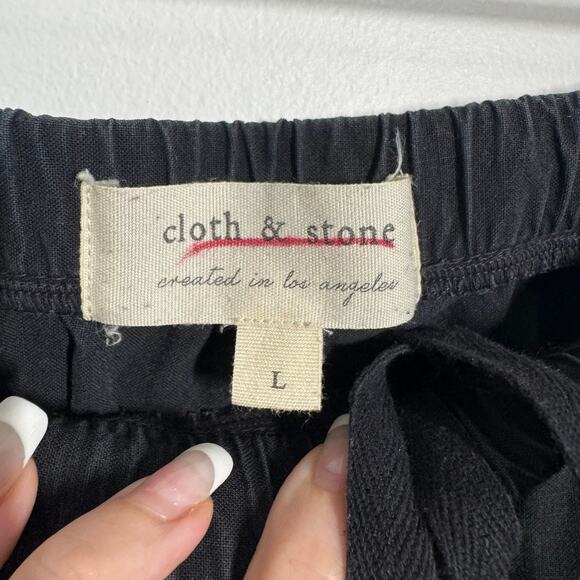 cloth & stone
created in los angeles
L